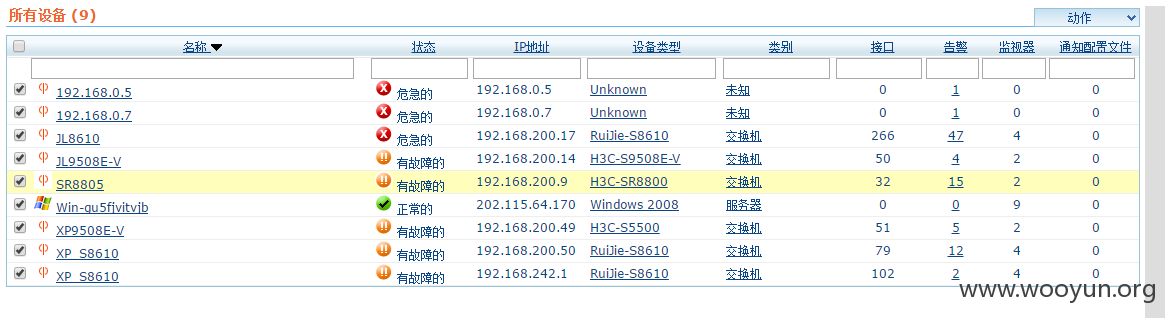 所有设备 (9)
动作
名称 状态 IP地址 设备类型 类别 接口 告警 监视器 通知配置文件
192.168.0.5 危急的 192.168.0.5 Unknown 未知 0 1 0 0
192.168.0.7 危急的 192.168.0.7 Unknown 未知 0 1 0 0
JL8610 危急的 192.168.200.17 RuiJie-S8610 交换机 266 47 4 0
JL9508E-V 有故障的 192.168.200.14 H3C-S9508E-V 交换机 50 4 2 0
SR8805 有故障的 192.168.200.9 H3C-SR8800 交换机 32 15 2 0
Win-qu5fjvitvjb 正常的 202.115.64.170 Windows 2008 服务器 0 0 9 0
XP9508E-V 有故障的 192.168.200.49 H3C-S5500 交换机 51 5 2 0
XP_S8610 有故障的 192.168.200.50 RuiJie-S8610 交换机 79 12 4 0
XP_S8610 有故障的 192.168.242.1 RuiJie-S8610 交换机 102 2 4 0
www.wooyun.org